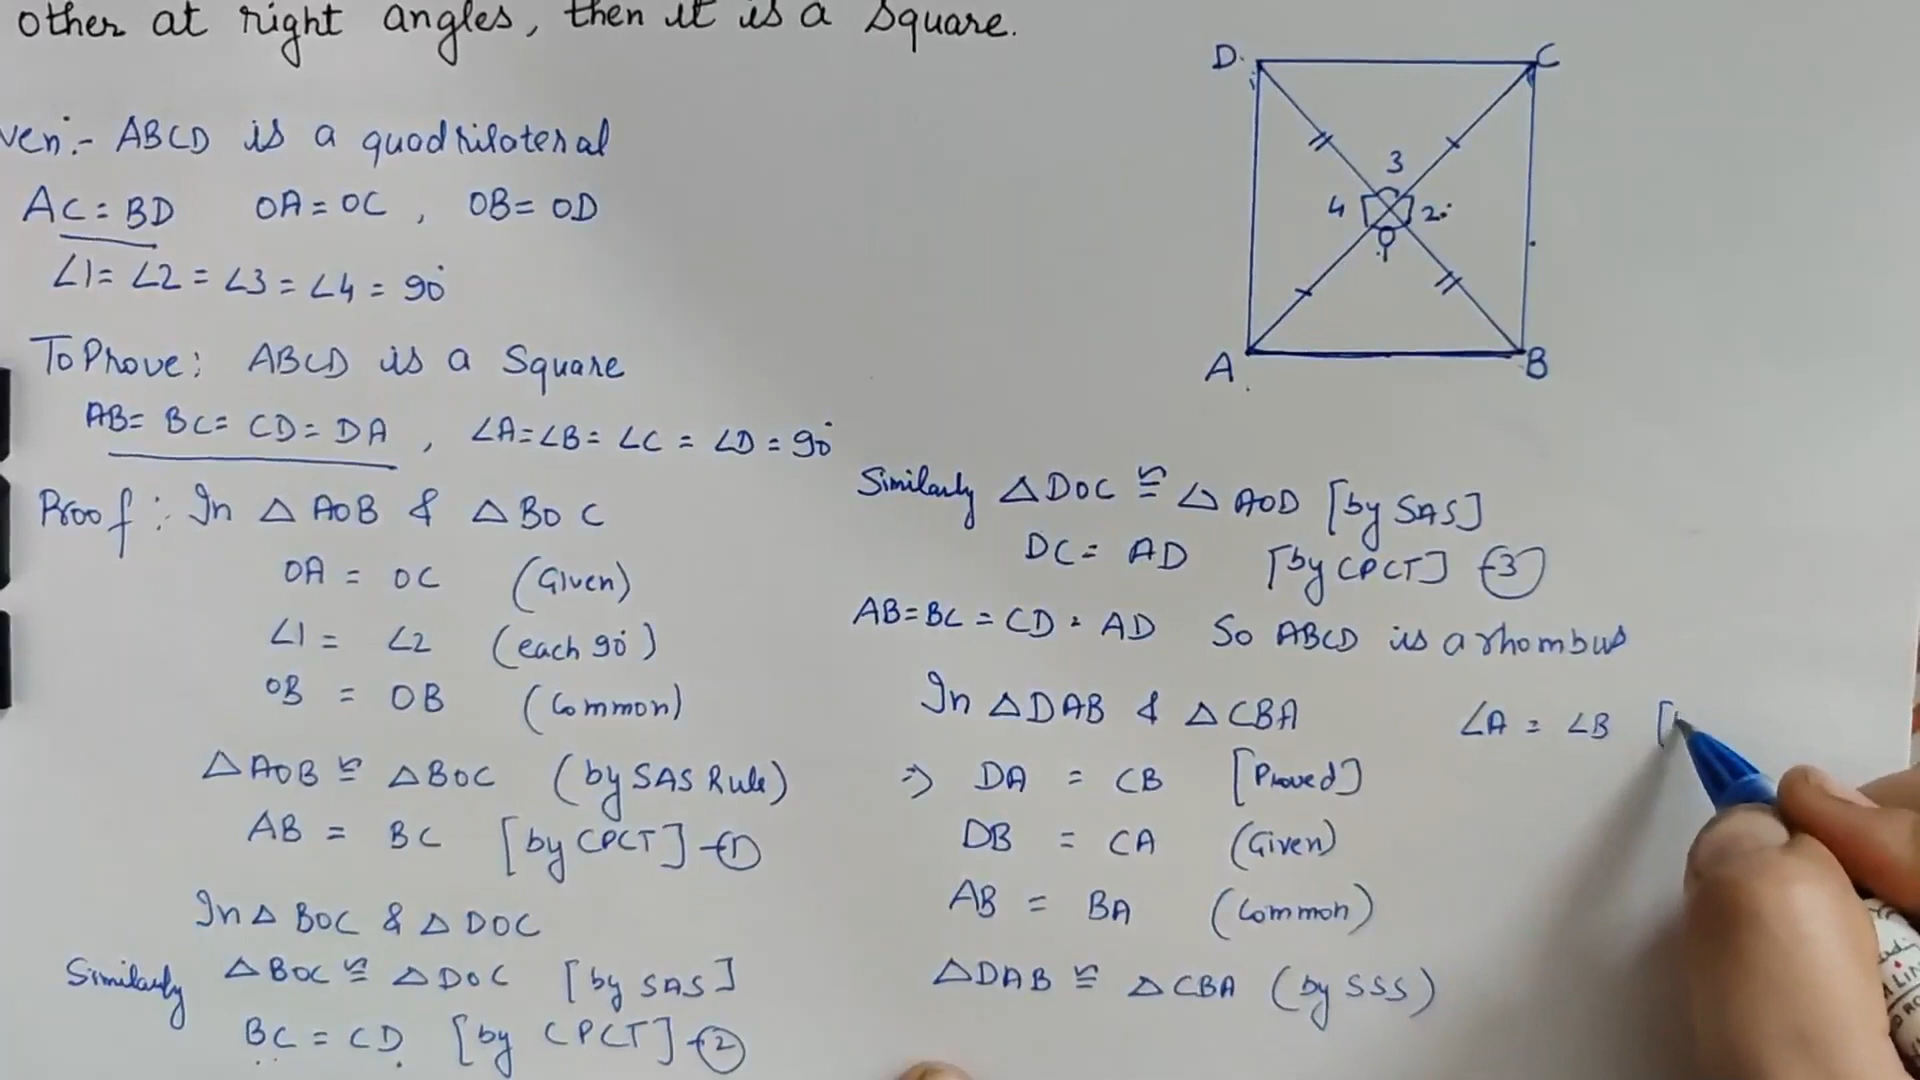 other at right angles, then it is a square.
ven:- ABCD is a quadrilateral
AC = BD OA = OC , OB = OD
∠1 = ∠2 = ∠3 = ∠4 = 90°
To Prove: ABCD is a Square
AB = BC = CD = DA , ∠A = ∠B = ∠C = ∠D = 90°
Proof: In △AOB & △BOC
OA = OC (Given)
∠1 = ∠2 (each 90°)
OB = OB (Common)
△AOB ≅ △BOC (by SAS Rule)
AB = BC [by CPCT] -①
In △BOC & △DOC
Similarly △BOC ≅ △DOC [by SAS]
BC = CD [by CPCT] -②
D C
3
4 2
O
A B
Similarly △DOC ≅ △AOD [by SAS]
DC = AD [by CPCT] -③
AB = BC = CD = AD So ABCD is a rhombus
In △DAB & △CBA
⇒ DA = CB [Proved]
DB = CA (Given)
AB = BA (Common)
△DAB ≅ △CBA (by SSS)
∠A = ∠B [